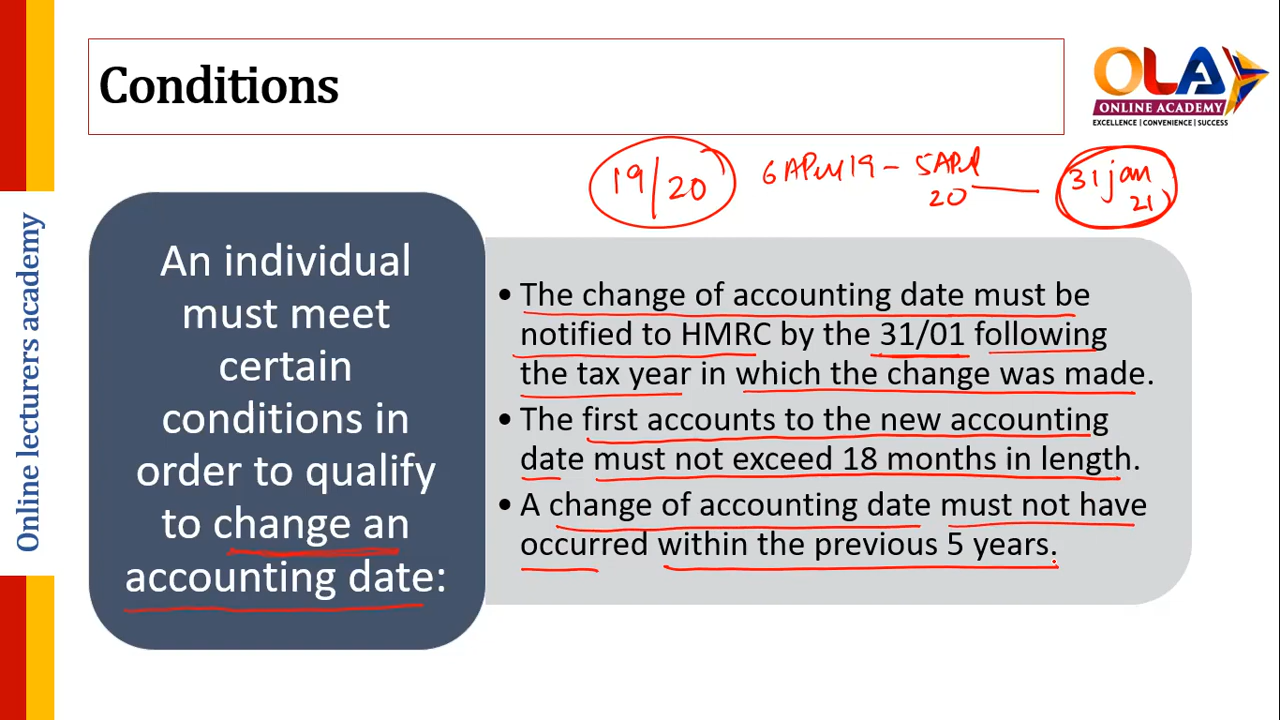 Conditions
OLA
ONLINE ACADEMY
EXCELLENCE | CONVENIENCE | SUCCESS
19/20 6 April 19 - 5 April 20 31 jan 21
Online lecturers academy
An individual
must meet
certain
conditions in
order to qualify
to change an
accounting date:
• The change of accounting date must be
notified to HMRC by the 31/01 following
the tax year in which the change was made.
• The first accounts to the new accounting
date must not exceed 18 months in length.
• A change of accounting date must not have
occurred within the previous 5 years.